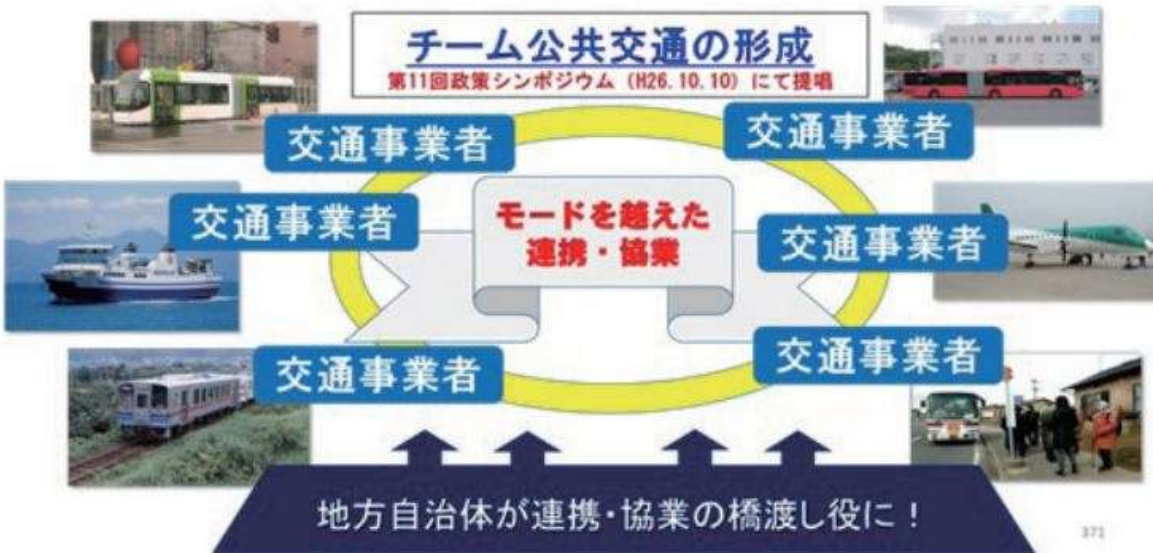 チーム公共交通の形成
第11回政策シンポジウム（H26.10.10）にて提唱
交通事業者
交通事業者
交通事業者
モードを越えた
連携・協業
交通事業者
交通事業者
交通事業者
地方自治体が連携・協業の橋渡し役に！
371